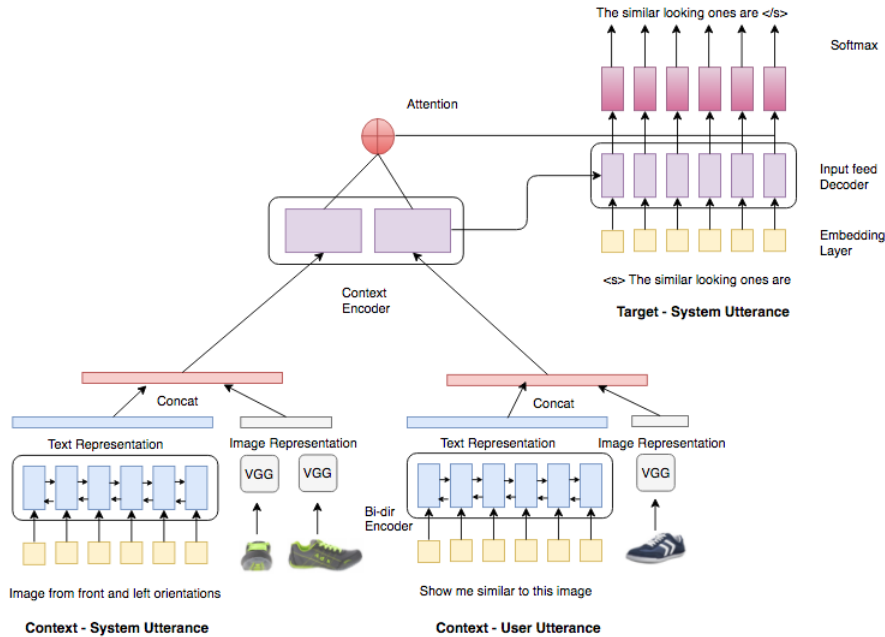 The similar looking ones are </s>
Softmax
Attention
Input feed
Decoder
Embedding
Layer
<s> The similar looking ones are
Target - System Utterance
Context
Encoder
Concat
Concat
Text Representation
Image Representation
Text Representation
Image Representation
VGG
VGG
VGG
Bi-dir
Encoder
Image from front and left orientations
Show me similar to this image
Context - System Utterance
Context - User Utterance